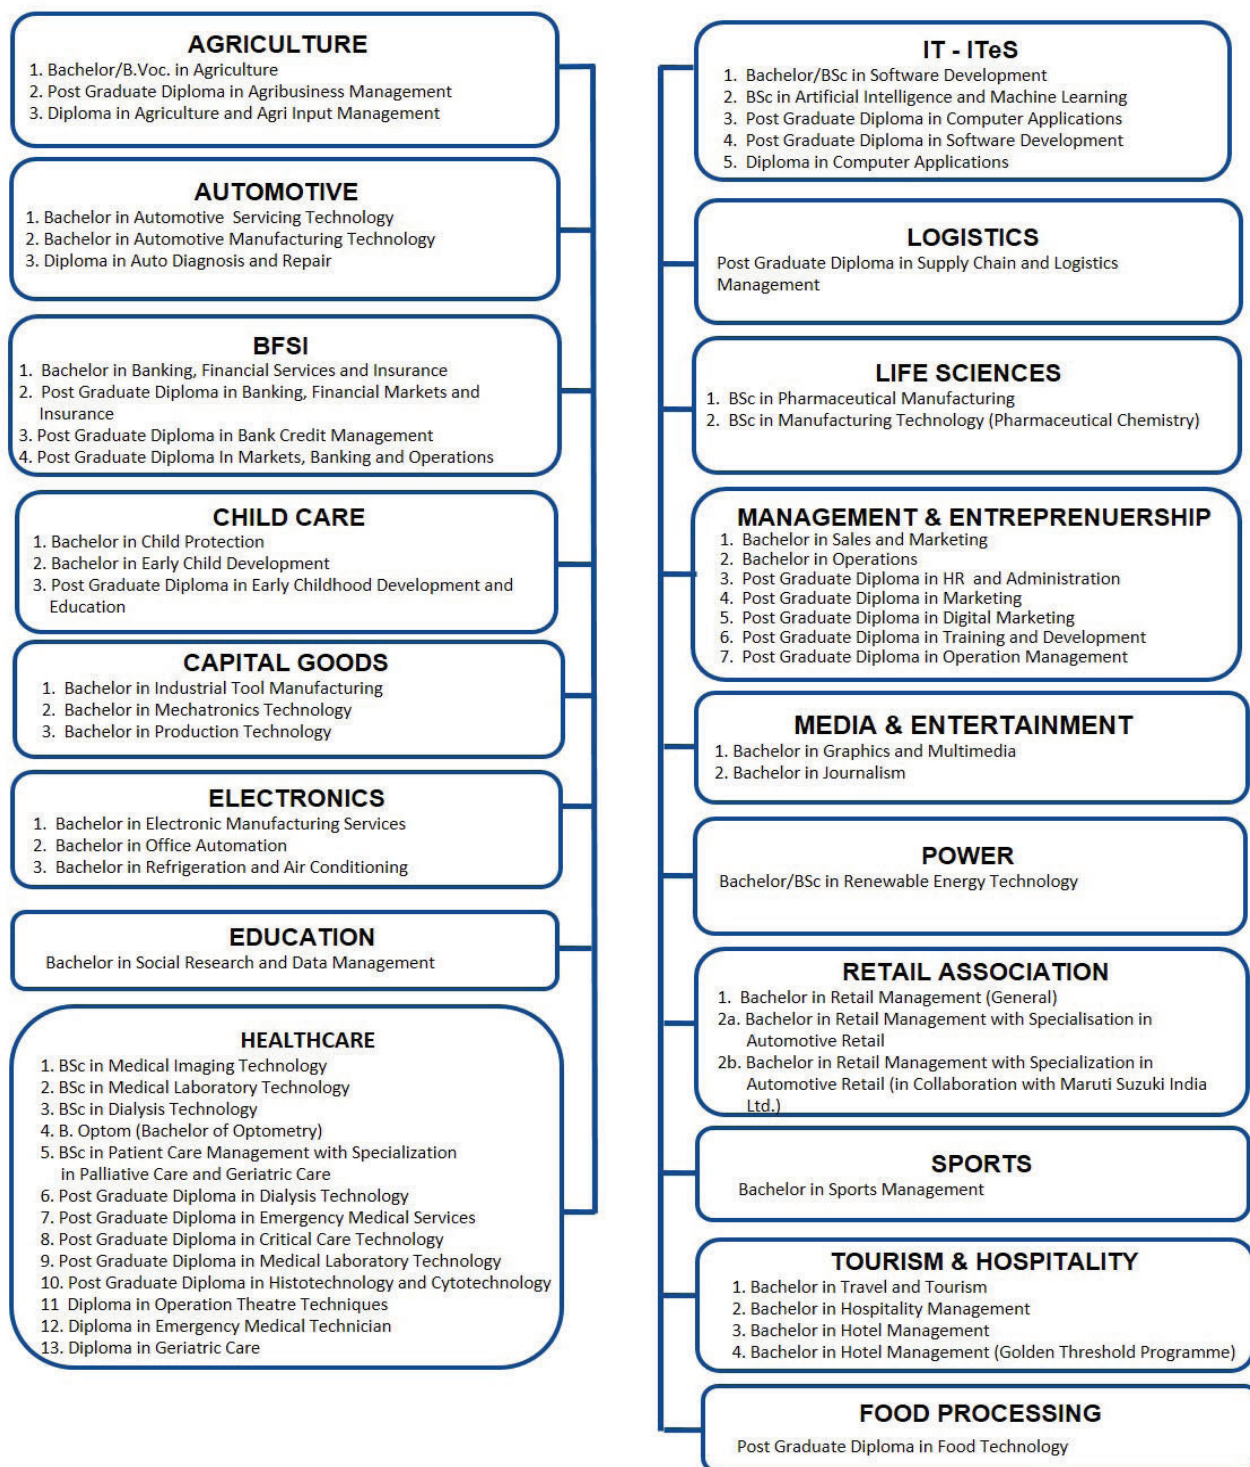 AGRICULTURE
1. Bachelor/B.Voc. in Agriculture
2. Post Graduate Diploma in Agribusiness Management
3. Diploma in Agriculture and Agri Input Management
AUTOMOTIVE
1. Bachelor in Automotive Servicing Technology
2. Bachelor in Automotive Manufacturing Technology
3. Diploma in Auto Diagnosis and Repair
BFSI
1. Bachelor in Banking, Financial Services and Insurance
2. Post Graduate Diploma in Banking, Financial Markets and
Insurance
3. Post Graduate Diploma in Bank Credit Management
4. Post Graduate Diploma In Markets, Banking and Operations
CHILD CARE
1. Bachelor in Child Protection
2. Bachelor in Early Child Development
3. Post Graduate Diploma in Early Childhood Development and
Education
CAPITAL GOODS
1. Bachelor in Industrial Tool Manufacturing
2. Bachelor in Mechatronics Technology
3. Bachelor in Production Technology
ELECTRONICS
1. Bachelor in Electronic Manufacturing Services
2. Bachelor in Office Automation
3. Bachelor in Refrigeration and Air Conditioning
EDUCATION
Bachelor in Social Research and Data Management
HEALTHCARE
1. BSc in Medical Imaging Technology
2. BSc in Medical Laboratory Technology
3. BSc in Dialysis Technology
4. B. Optom (Bachelor of Optometry)
5. BSc in Patient Care Management with Specialization
in Palliative Care and Geriatric Care
6. Post Graduate Diploma in Dialysis Technology
7. Post Graduate Diploma in Emergency Medical Services
8. Post Graduate Diploma in Critical Care Technology
9. Post Graduate Diploma in Medical Laboratory Technology
10. Post Graduate Diploma in Histotechnology and Cytotechnology
11 Diploma in Operation Theatre Techniques
12. Diploma in Emergency Medical Technician
13. Diploma in Geriatric Care
IT - ITeS
1. Bachelor/BSc in Software Development
2. BSc in Artificial Intelligence and Machine Learning
3. Post Graduate Diploma in Computer Applications
4. Post Graduate Diploma in Software Development
5. Diploma in Computer Applications
LOGISTICS
Post Graduate Diploma in Supply Chain and Logistics
Management
LIFE SCIENCES
1. BSc in Pharmaceutical Manufacturing
2. BSc in Manufacturing Technology (Pharmaceutical Chemistry)
MANAGEMENT & ENTREPRENUERSHIP
1. Bachelor in Sales and Marketing
2. Bachelor in Operations
3. Post Graduate Diploma in HR and Administration
4. Post Graduate Diploma in Marketing
5. Post Graduate Diploma in Digital Marketing
6. Post Graduate Diploma in Training and Development
7. Post Graduate Diploma in Operation Management
MEDIA & ENTERTAINMENT
1. Bachelor in Graphics and Multimedia
2. Bachelor in Journalism
POWER
Bachelor/BSc in Renewable Energy Technology
RETAIL ASSOCIATION
1. Bachelor in Retail Management (General)
2a. Bachelor in Retail Management with Specialisation in
Automotive Retail
2b. Bachelor in Retail Management with Specialization in
Automotive Retail (in Collaboration with Maruti Suzuki India
Ltd.)
SPORTS
Bachelor in Sports Management
TOURISM & HOSPITALITY
1. Bachelor in Travel and Tourism
2. Bachelor in Hospitality Management
3. Bachelor in Hotel Management
4. Bachelor in Hotel Management (Golden Threshold Programme)
FOOD PROCESSING
Post Graduate Diploma in Food Technology